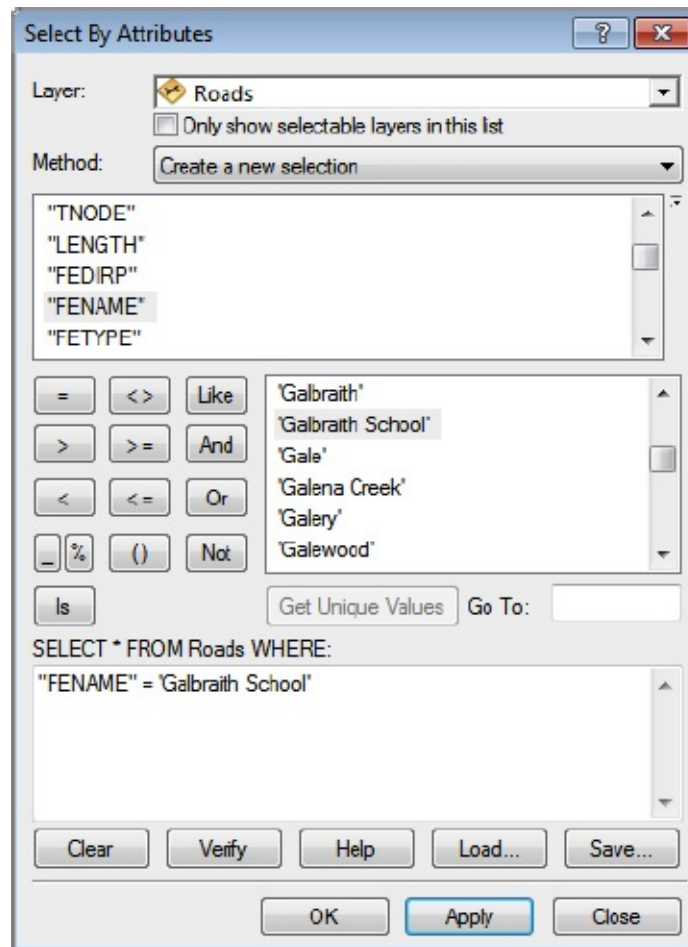 Select By Attributes ?
Layer: Roads
Only show selectable layers in this list
Method: Create a new selection
"TNODE"
"LENGTH"
"FEDIRP"
"FENAME"
"FETYPE"
= <> Like
> >= And
< <= Or
_ % () Not
Is
'Galbraith'
'Galbraith School'
'Gale'
'Galena Creek'
'Galery'
'Galewood'
Get Unique Values Go To:
SELECT * FROM Roads WHERE:
"FENAME" = 'Galbraith School'
Clear Verify Help Load... Save...
OK Apply Close